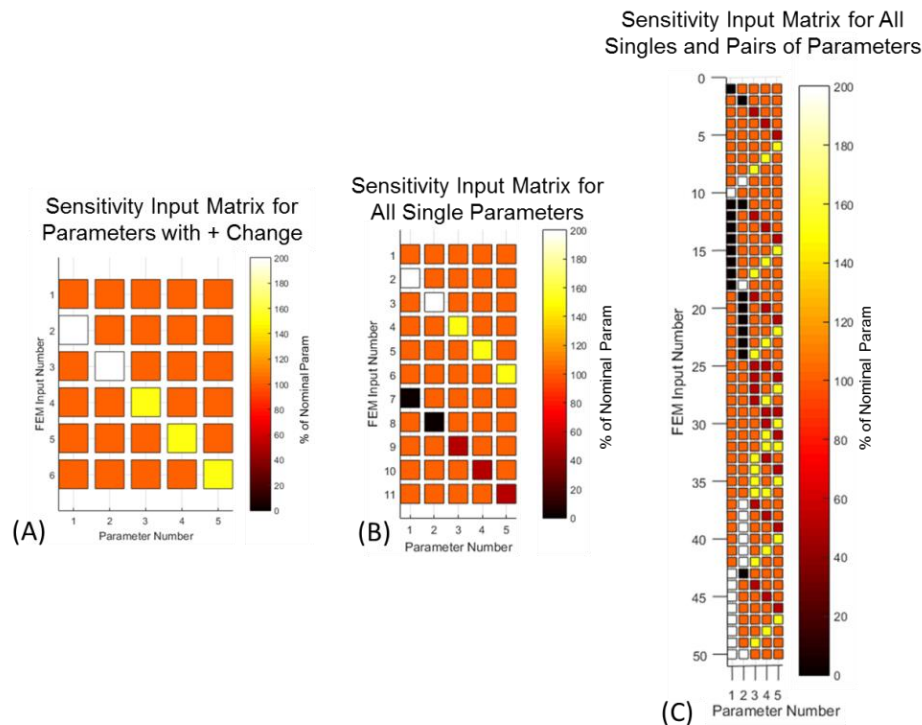 Sensitivity Input Matrix for
Parameters with + Change
FEM Input Number
1
2
3
4
5
6
1 2 3 4 5
Parameter Number
200
180
160
140
120
100
80
60
40
20
0
% of Nominal Param
(A)
Sensitivity Input Matrix for
All Single Parameters
FEM Input Number
1
2
3
4
5
6
7
8
9
10
11
1 2 3 4 5
Parameter Number
200
180
160
140
120
100
80
60
40
20
0
% of Nominal Param
(B)
Sensitivity Input Matrix for All
Singles and Pairs of Parameters
FEM Input Number
0
5
10
15
20
25
30
35
40
45
50
1 2 3 4 5
Parameter Number
200
180
160
140
120
100
80
60
40
20
0
% of Nominal Param
(C)